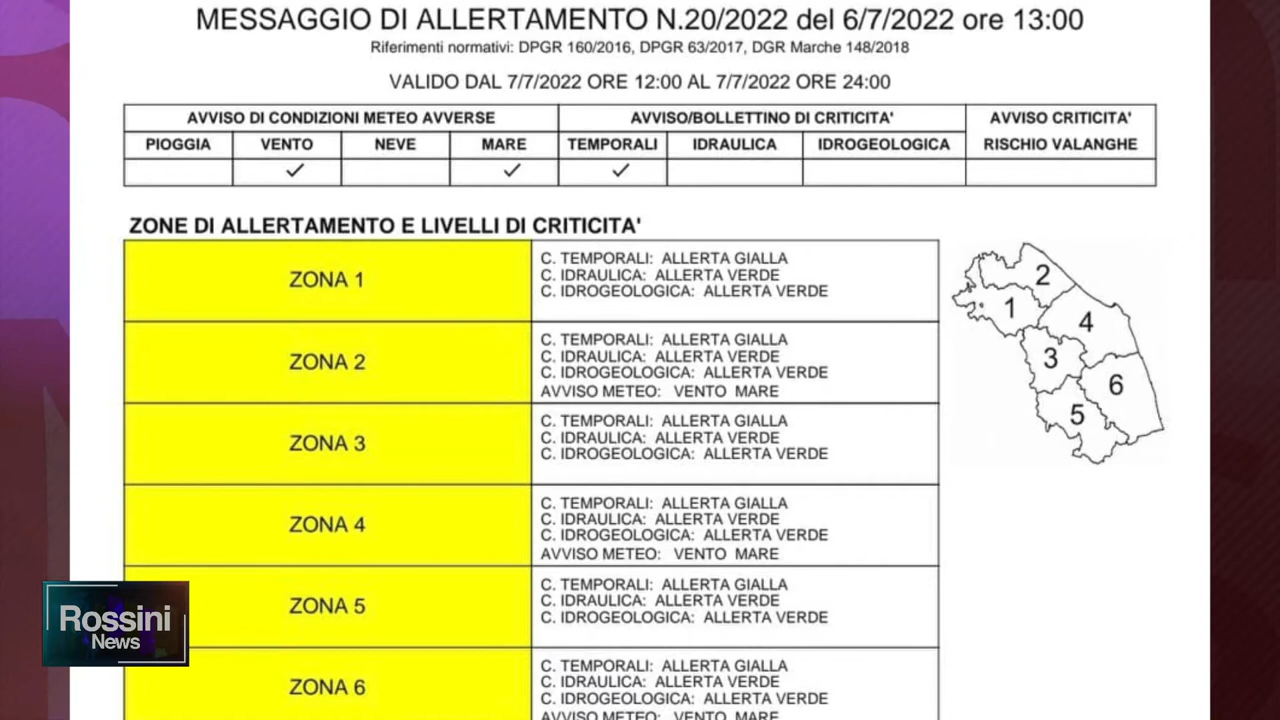 MESSAGGIO DI ALLERTAMENTO N.20/2022 del 6/7/2022 ore 13:00
Riferimenti normativi: DPGR 160/2016, DPGR 63/2017, DGR Marche 148/2018
VALIDO DAL 7/7/2022 ORE 12:00 AL 7/7/2022 ORE 24:00
AVVISO DI CONDIZIONI METEO AVVERSE AVVISO/BOLLETTINO DI CRITICITA' AVVISO CRITICITA'
PIOGGIA VENTO NEVE MARE TEMPORALI IDRAULICA IDROGEOLOGICA RISCHIO VALANGHE
✓ ✓ ✓
ZONE DI ALLERTAMENTO E LIVELLI DI CRITICITA'
ZONA 1
C. TEMPORALI: ALLERTA GIALLA
C. IDRAULICA: ALLERTA VERDE
C. IDROGEOLOGICA: ALLERTA VERDE
ZONA 2
C. TEMPORALI: ALLERTA GIALLA
C. IDRAULICA: ALLERTA VERDE
C. IDROGEOLOGICA: ALLERTA VERDE
AVVISO METEO: VENTO MARE
ZONA 3
C. TEMPORALI: ALLERTA GIALLA
C. IDRAULICA: ALLERTA VERDE
C. IDROGEOLOGICA: ALLERTA VERDE
ZONA 4
C. TEMPORALI: ALLERTA GIALLA
C. IDRAULICA: ALLERTA VERDE
C. IDROGEOLOGICA: ALLERTA VERDE
AVVISO METEO: VENTO MARE
ZONA 5
C. TEMPORALI: ALLERTA GIALLA
C. IDRAULICA: ALLERTA VERDE
C. IDROGEOLOGICA: ALLERTA VERDE
ZONA 6
C. TEMPORALI: ALLERTA GIALLA
C. IDRAULICA: ALLERTA VERDE
C. IDROGEOLOGICA: ALLERTA VERDE
AVVISO METEO: VENTO MARE
2
1
4
3
6
5
Rossini
News